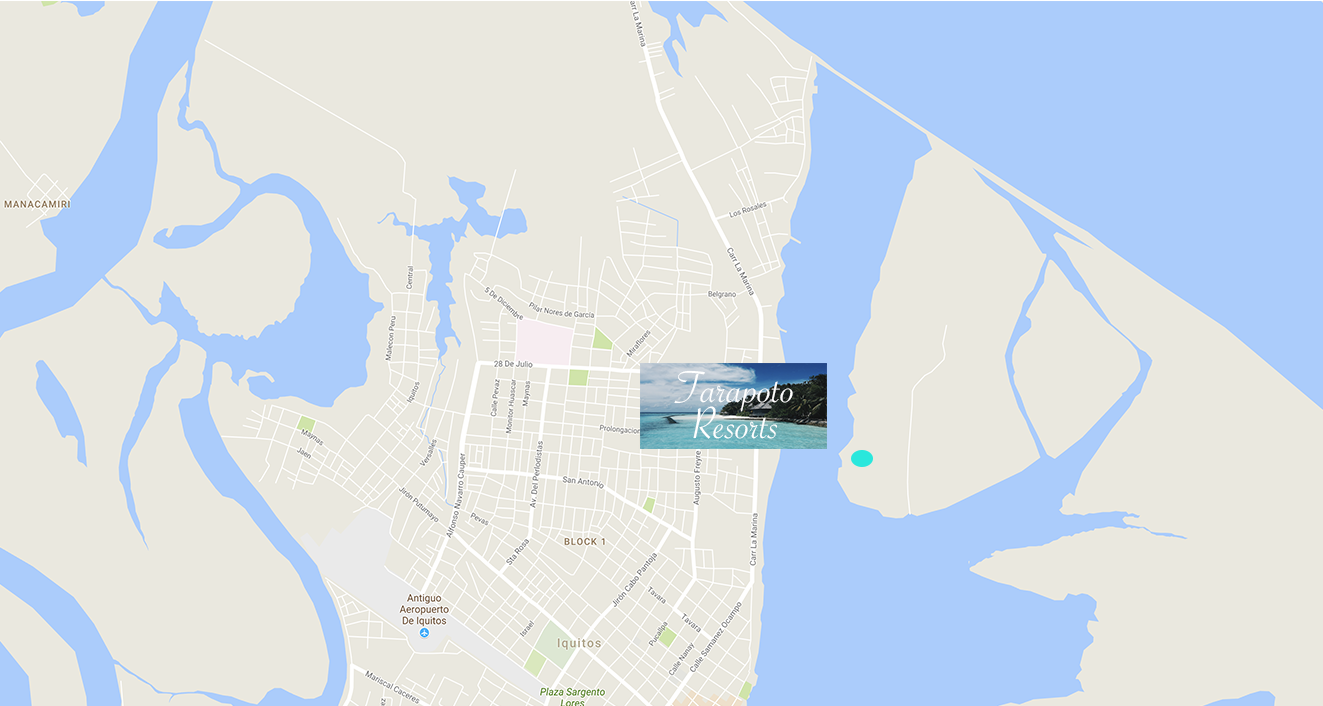 Carr La Marina
MANACAMIRI
Los Rosales
Carr La Marina
Central
Belgrano
5 De Diciembre
Pilar Nores de García
Malecon Peru
Miraflores
28 De Julio
Tarapoto
Resorts
Calle Pevaz
Monitor Huascar
Maynas
Iquitos
Prolongacion
Maynas
Jaen
Versalles
Alfonso Navarro Cauper
Av. Del Periodistas
San Antonio
Augusto Freyre
Jirón Putumayo
Pevas
Carr La Marina
BLOCK 1
Sta Rosa
Jirón Cabo Pantoja
Tavara
Antiguo
Aeropuerto
De Iquitos
Israel
Tavara
Pucallpa
Calle Samanez Ocampo
Calle Nanay
Iquitos
Mariscal Caceres
Plaza Sargento
Lores